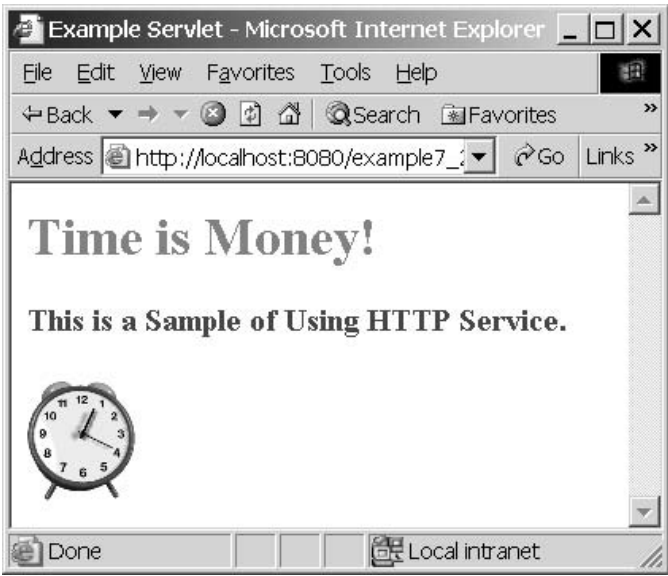 Example Servlet - Microsoft Internet Explorer
File Edit View Favorites Tools Help
Back Search Favorites »
Address http://localhost:8080/example7_ Go Links »
Time is Money!
This is a Sample of Using HTTP Service.
11 12 1
10 2
9 3
8 4
7 6 5
Done Local intranet